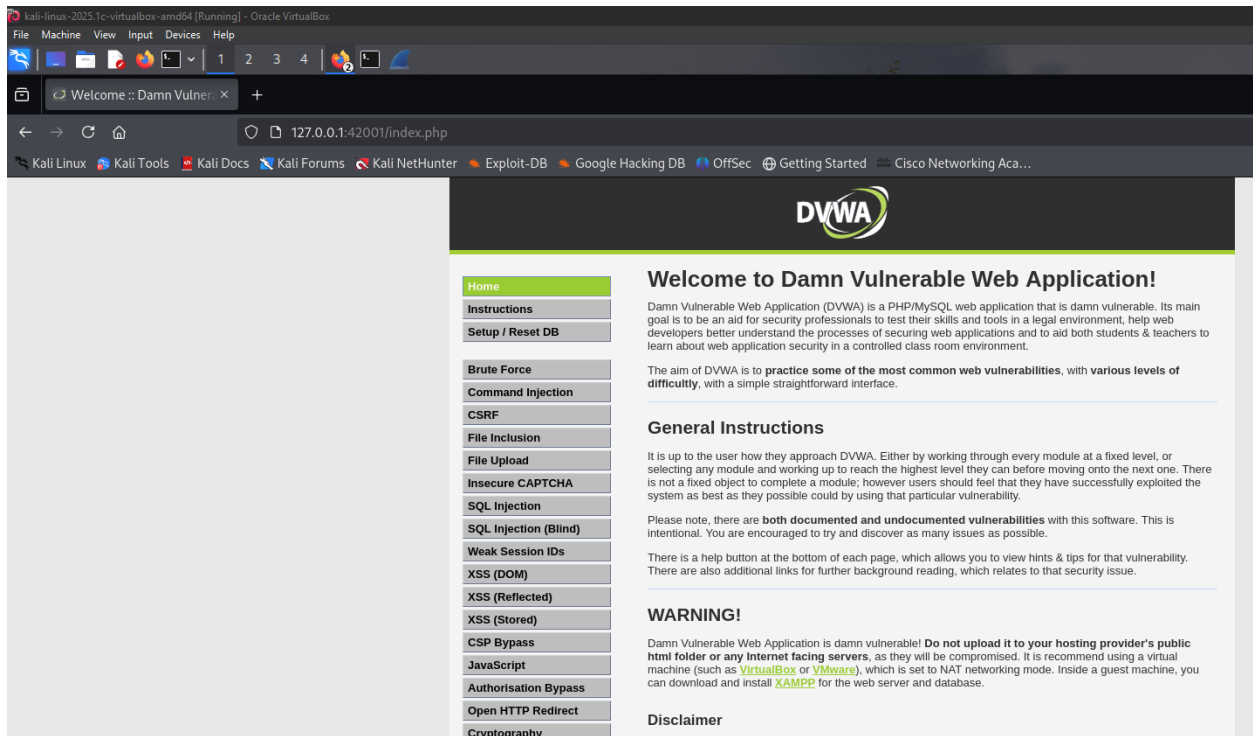 kali-linux-2025.1c-virtualbox-amd64 [Running] - Oracle VirtualBox
File Machine View Input Devices Help
1 2 3 4 2
Welcome :: Damn Vulnera × +
127.0.0.1:42001/index.php
Kali Linux Kali Tools Kali Docs Kali Forums Kali NetHunter Exploit-DB Google Hacking DB OffSec Getting Started Cisco Networking Aca…
DVWA
Home
Instructions
Setup / Reset DB
Brute Force
Command Injection
CSRF
File Inclusion
File Upload
Insecure CAPTCHA
SQL Injection
SQL Injection (Blind)
Weak Session IDs
XSS (DOM)
XSS (Reflected)
XSS (Stored)
CSP Bypass
JavaScript
Authorisation Bypass
Open HTTP Redirect
Cryptography
Welcome to Damn Vulnerable Web Application!
Damn Vulnerable Web Application (DVWA) is a PHP/MySQL web application that is damn vulnerable. Its main
goal is to be an aid for security professionals to test their skills and tools in a legal environment, help web
developers better understand the processes of securing web applications and to aid both students & teachers to
learn about web application security in a controlled class room environment.
The aim of DVWA is to practice some of the most common web vulnerabilities, with various levels of
difficultly, with a simple straightforward interface.
General Instructions
It is up to the user how they approach DVWA. Either by working through every module at a fixed level, or
selecting any module and working up to reach the highest level they can before moving onto the next one. There
is not a fixed object to complete a module; however users should feel that they have successfully exploited the
system as best as they possible could by using that particular vulnerability.
Please note, there are both documented and undocumented vulnerabilities with this software. This is
intentional. You are encouraged to try and discover as many issues as possible.
There is a help button at the bottom of each page, which allows you to view hints & tips for that vulnerability.
There are also additional links for further background reading, which relates to that security issue.
WARNING!
Damn Vulnerable Web Application is damn vulnerable! Do not upload it to your hosting provider's public
html folder or any Internet facing servers, as they will be compromised. It is recommend using a virtual
machine (such as VirtualBox or VMware), which is set to NAT networking mode. Inside a guest machine, you
can download and install XAMPP for the web server and database.
Disclaimer